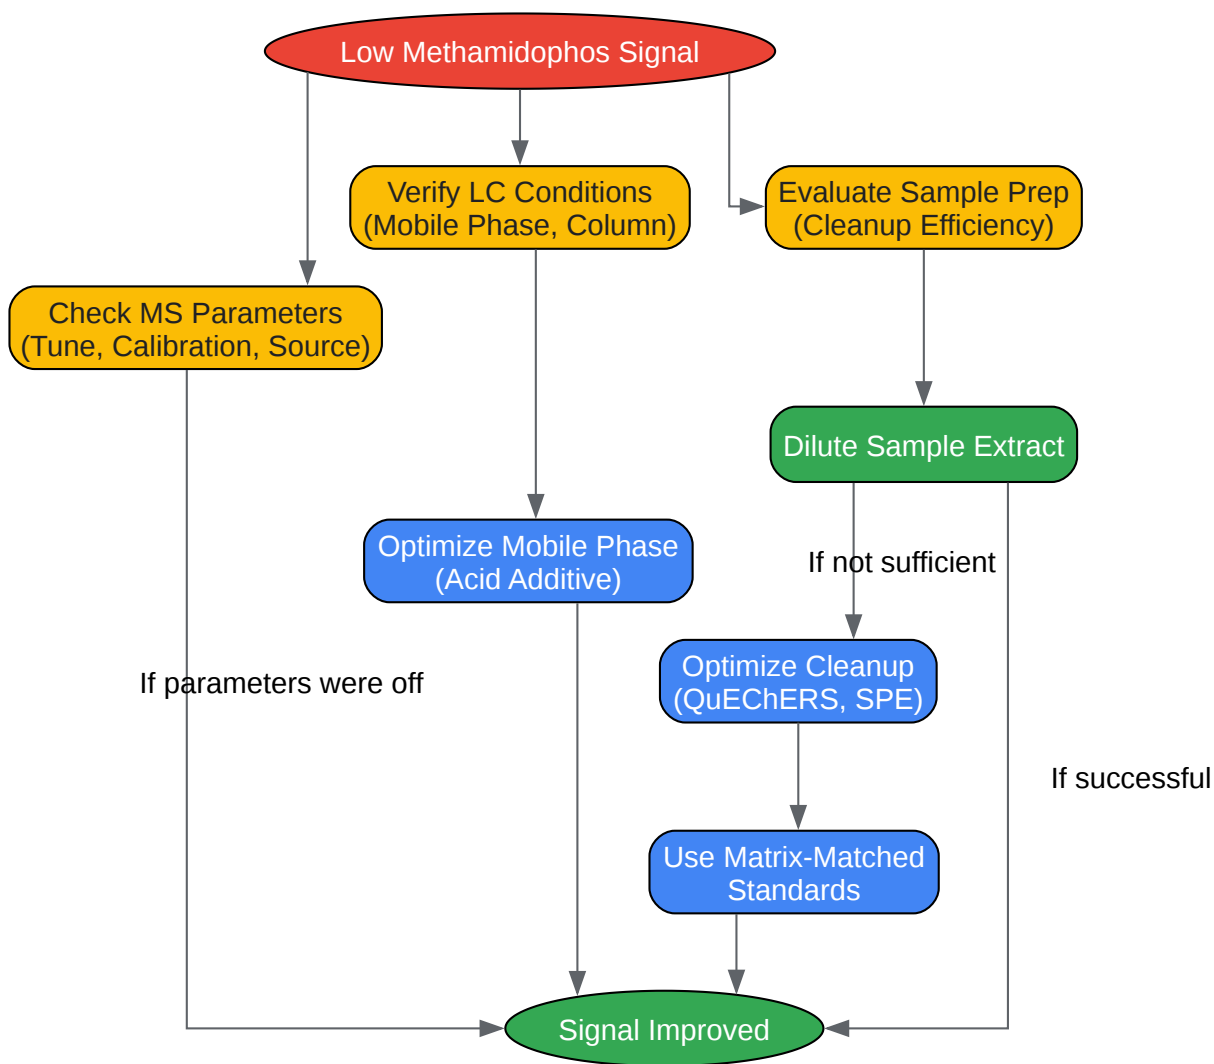 Low Methamidophos Signal
Verify LC Conditions
(Mobile Phase, Column)
Evaluate Sample Prep
(Cleanup Efficiency)
Check MS Parameters
(Tune, Calibration, Source)
Dilute Sample Extract
Optimize Mobile Phase
(Acid Additive)
If not sufficient
Optimize Cleanup
(QuEChERS, SPE)
If parameters were off
If successful
Use Matrix-Matched
Standards
Signal Improved